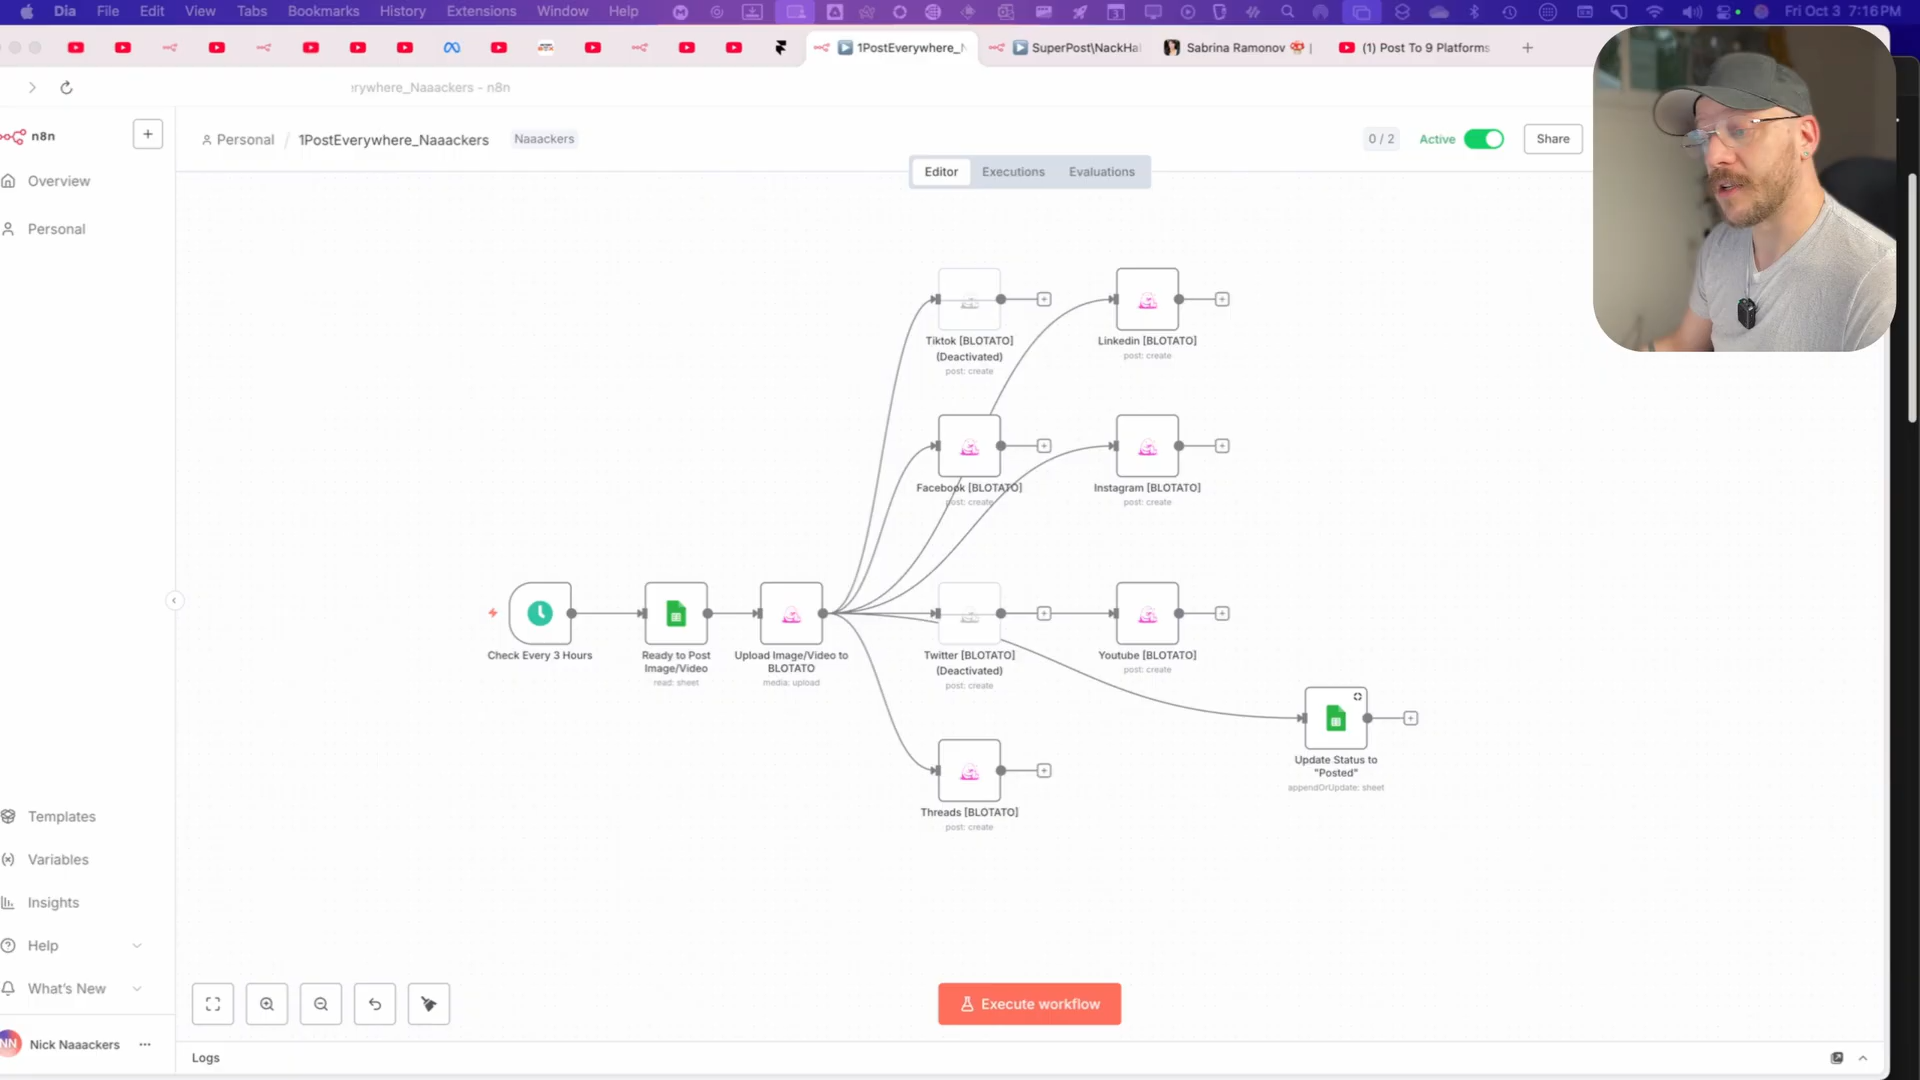 Dia File Edit View Tabs Bookmarks History Extensions Window Help Fri Oct 3 7:16 PM
1PostEverywhere_N SuperPost\NackHa Sabrina Ramonov (1) Post To 9 Platforms
erywhere_Naaackers - n8n
n8n
Personal / 1PostEverywhere_Naaackers Naaackers 0 / 2 Active Share
Editor Executions Evaluations
Overview
Personal
Tiktok [BLOTATO]
(Deactivated)
post: create
Linkedin [BLOTATO]
post: create
Facebook [BLOTATO]
post: create
Instagram [BLOTATO]
post: create
Check Every 3 Hours
Ready to Post
Image/Video
read: sheet
Upload Image/Video to
BLOTATO
media: upload
Twitter [BLOTATO]
(Deactivated)
post: create
Youtube [BLOTATO]
post: create
Update Status to
"Posted"
appendOrUpdate: sheet
Threads [BLOTATO]
post: create
Templates
Variables
Insights
Help
What's New
NN Nick Naaackers
Execute workflow
Logs